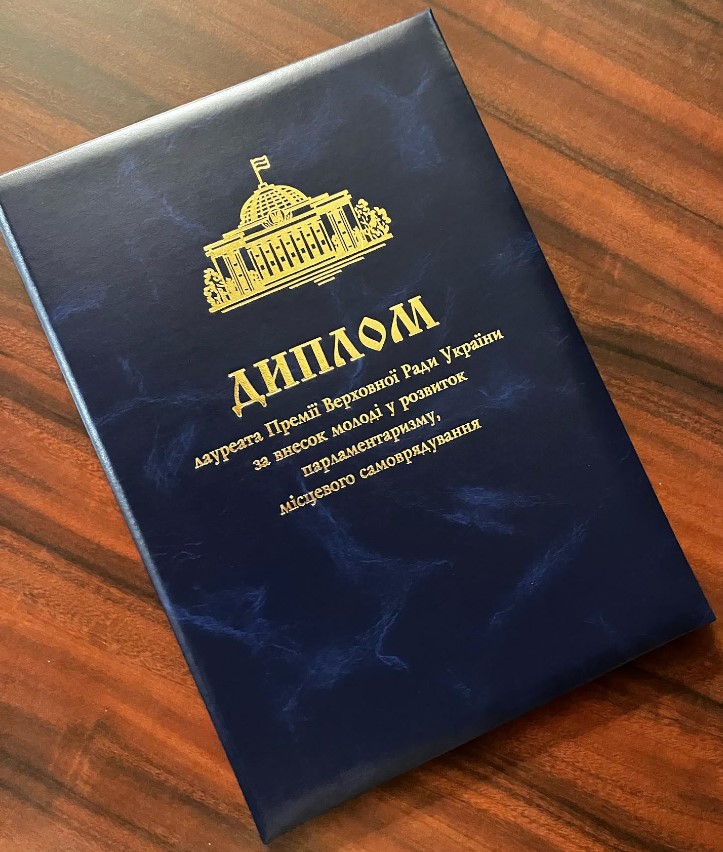 ДИПЛОМ
лауреата Премії Верховної Ради України
за внесок молоді у розвиток
парламентаризму,
місцевого самоврядування